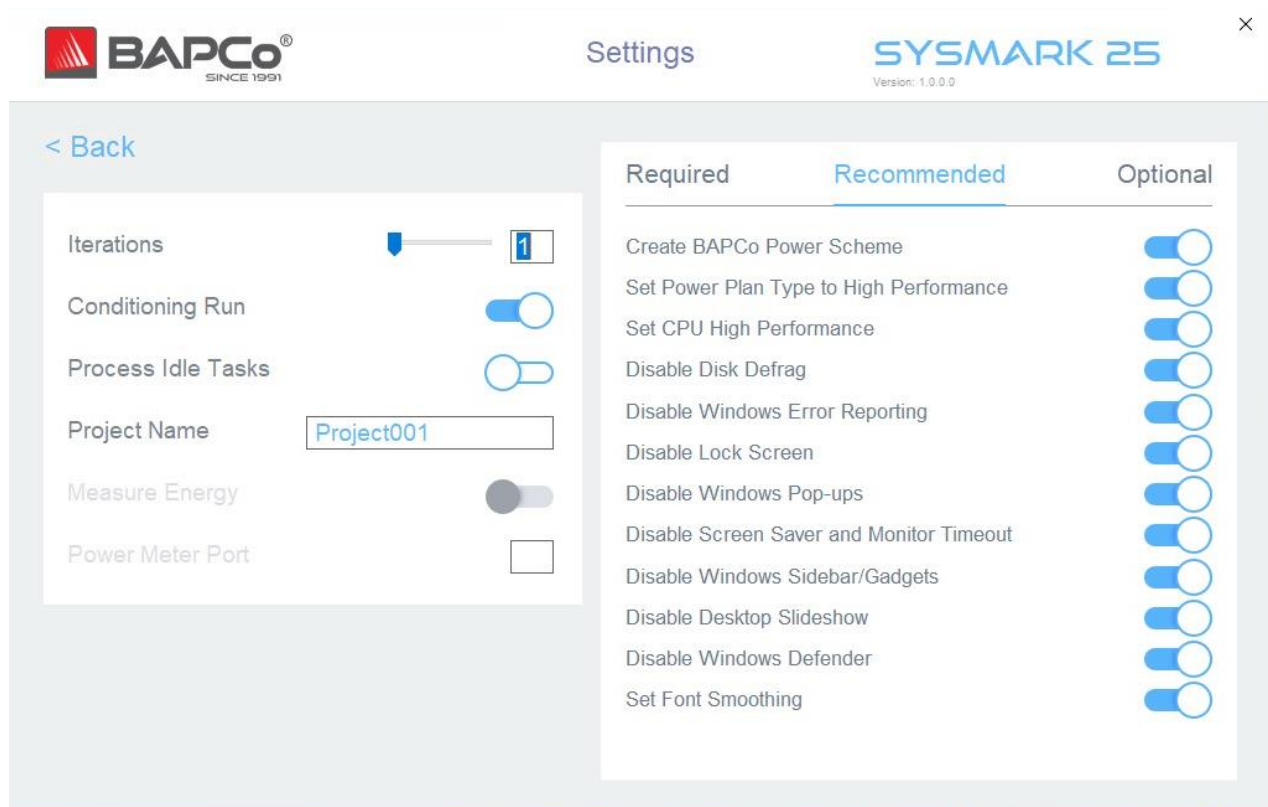 BAPCo®
SINCE 1991
Settings
SYSMARK 25
Version: 1.0.0.0
< Back
Iterations 1
Conditioning Run
Process Idle Tasks
Project Name Project001
Measure Energy
Power Meter Port
Required Recommended Optional
Create BAPCo Power Scheme
Set Power Plan Type to High Performance
Set CPU High Performance
Disable Disk Defrag
Disable Windows Error Reporting
Disable Lock Screen
Disable Windows Pop-ups
Disable Screen Saver and Monitor Timeout
Disable Windows Sidebar/Gadgets
Disable Desktop Slideshow
Disable Windows Defender
Set Font Smoothing